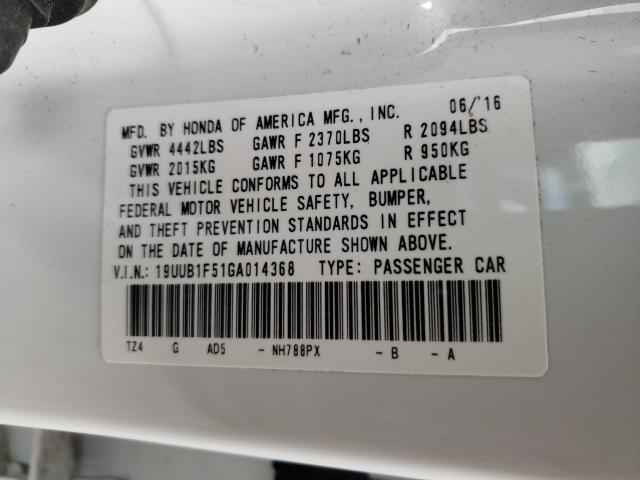 MFD. BY HONDA OF AMERICA MFG., INC. 06/'16
GVWR 4442LBS GAWR F 2370LBS R 2094LBS
GVWR 2015KG GAWR F 1075KG R 950KG
THIS VEHICLE CONFORMS TO ALL APPLICABLE
FEDERAL MOTOR VEHICLE SAFETY, BUMPER,
AND THEFT PREVENTION STANDARDS IN EFFECT
ON THE DATE OF MANUFACTURE SHOWN ABOVE.
V.I.N.: 19UUB1F51GA014368 TYPE: PASSENGER CAR
TZ4 G AD5 - NH788PX - B - A